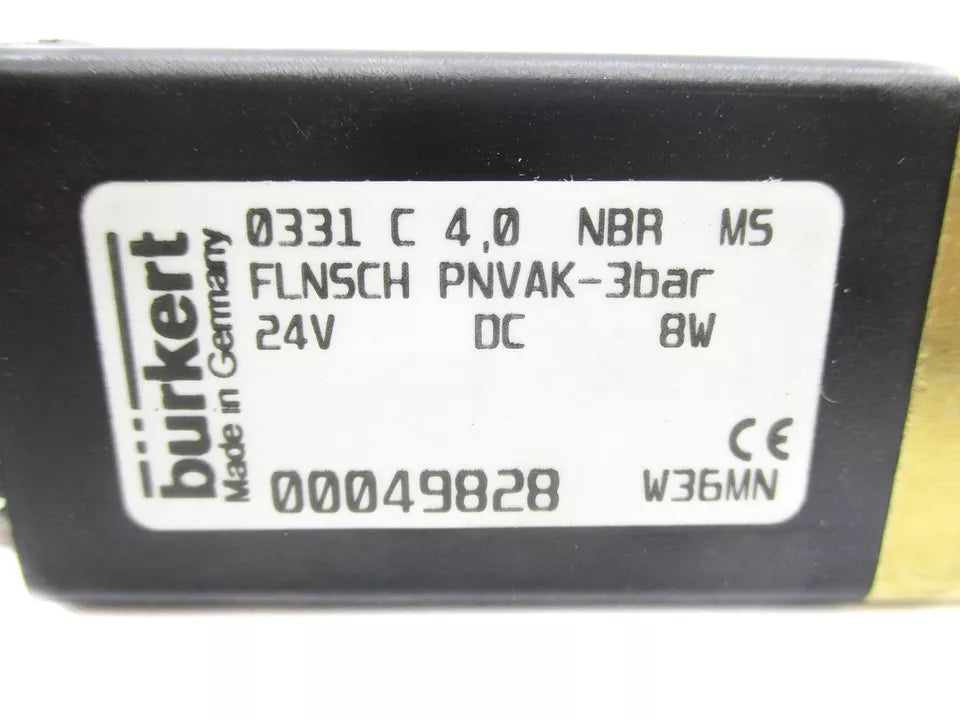 bürkert
Made in Germany
0331 C 4,0 NBR MS
FLNSCH PNVAK-3bar
24V DC 8W
CE
00049828 W36MN